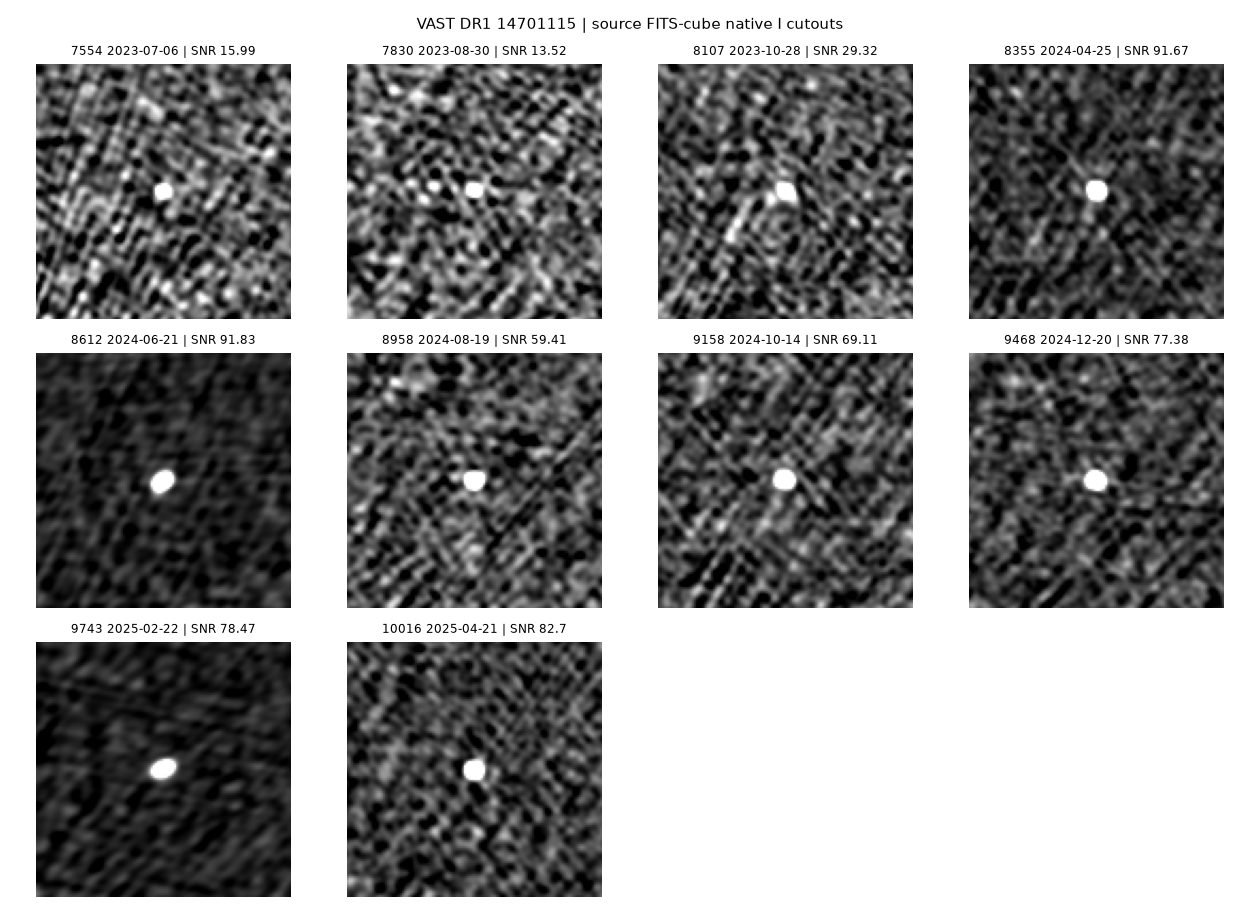 VAST DR1 14701115 | source FITS-cube native I cutouts
7554 2023-07-06 | SNR 15.99
7830 2023-08-30 | SNR 13.52
8107 2023-10-28 | SNR 29.32
8355 2024-04-25 | SNR 91.67
8612 2024-06-21 | SNR 91.83
8958 2024-08-19 | SNR 59.41
9158 2024-10-14 | SNR 69.11
9468 2024-12-20 | SNR 77.38
9743 2025-02-22 | SNR 78.47
10016 2025-04-21 | SNR 82.7